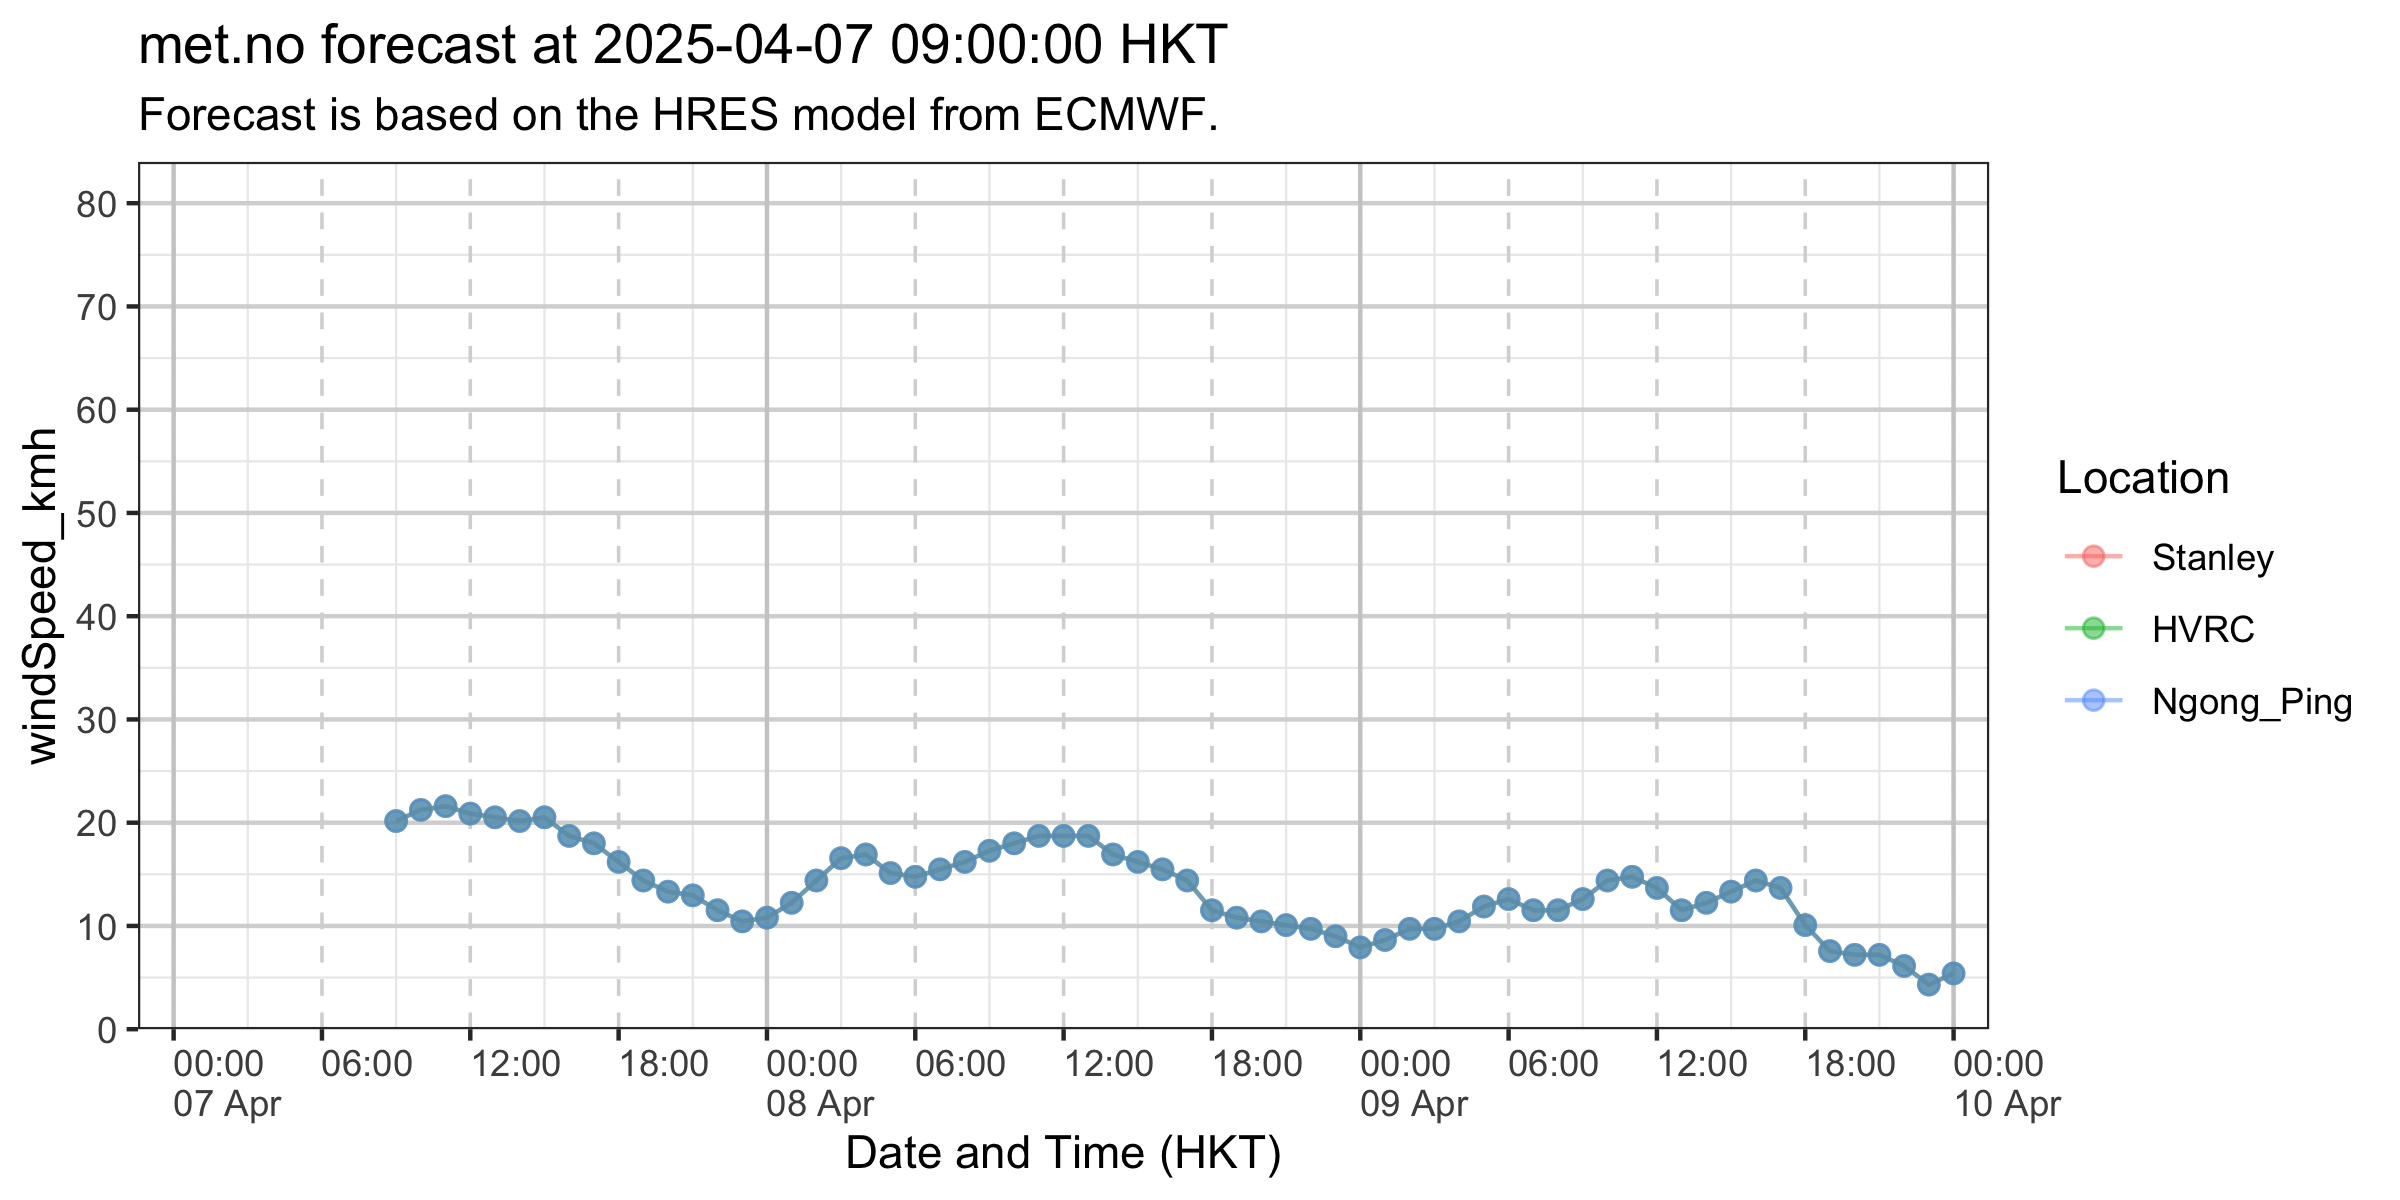 met.no forecast at 2025-04-07 09:00:00 HKT
Forecast is based on the HRES model from ECMWF.
windSpeed_kmh
80
70
60
50
40
30
20
10
0
00:00 06:00 12:00 18:00 00:00 06:00 12:00 18:00 00:00 06:00 12:00 18:00 00:00
07 Apr 08 Apr 09 Apr 10 Apr
Date and Time (HKT)
Location
Stanley
HVRC
Ngong_Ping